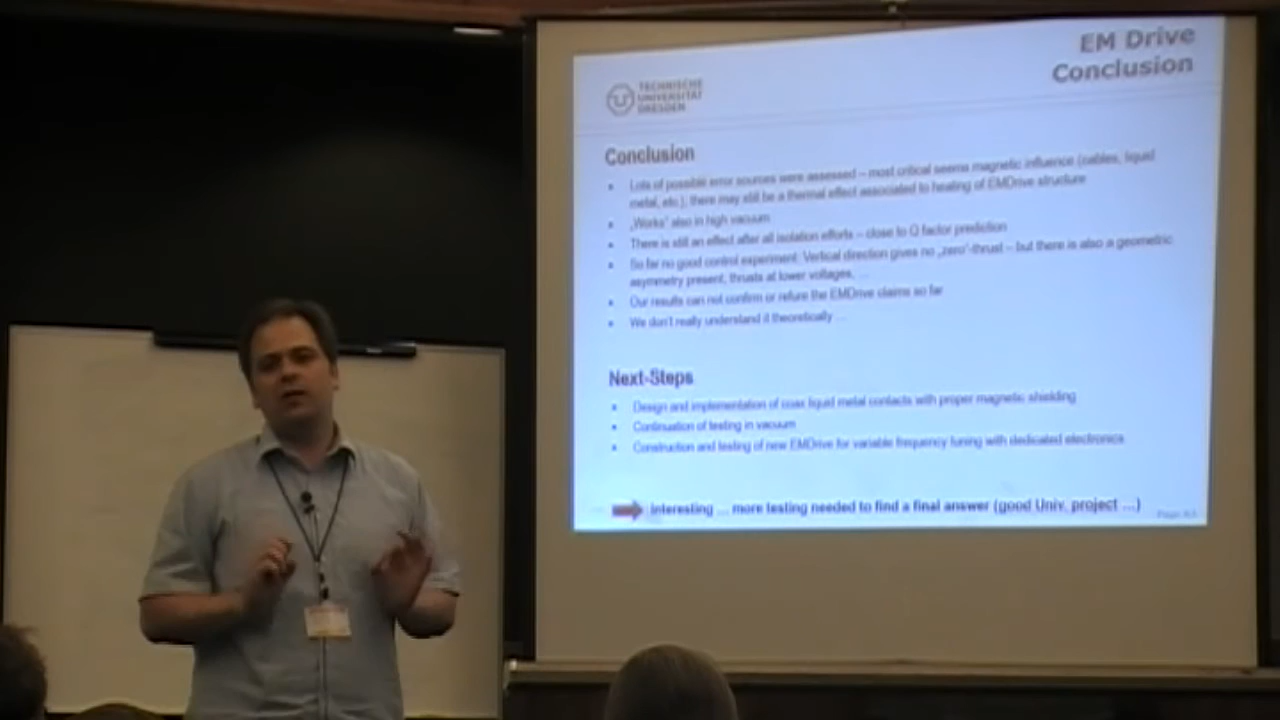 EM Drive
Conclusion
TECHNISCHE
UNIVERSITÄT
DRESDEN
Conclusion
• Lots of possible error sources were assessed – most critical seems magnetic influence (cables, liquid
metal, etc.), there may still be a thermal effect associated to heating of EMDrive structure
• „Works" also in high vacuum
• There is still an effect after all isolation efforts – close to Q factor prediction
• So far no good control experiment: Vertical direction gives no „zero"-thrust – but there is also a geometric
asymmetry present, thrusts at lower voltages, …
• Our results can not confirm or refute the EMDrive claims so far
• We don't really understand it theoretically …
Next-Steps
• Design and implementation of coax liquid metal contacts with proper magnetic shielding
• Continuation of testing in vacuum
• Construction and testing of new EMDrive for variable frequency tuning with dedicated electronics
Interesting … more testing needed to find a final answer (good Univ. project …)
Page